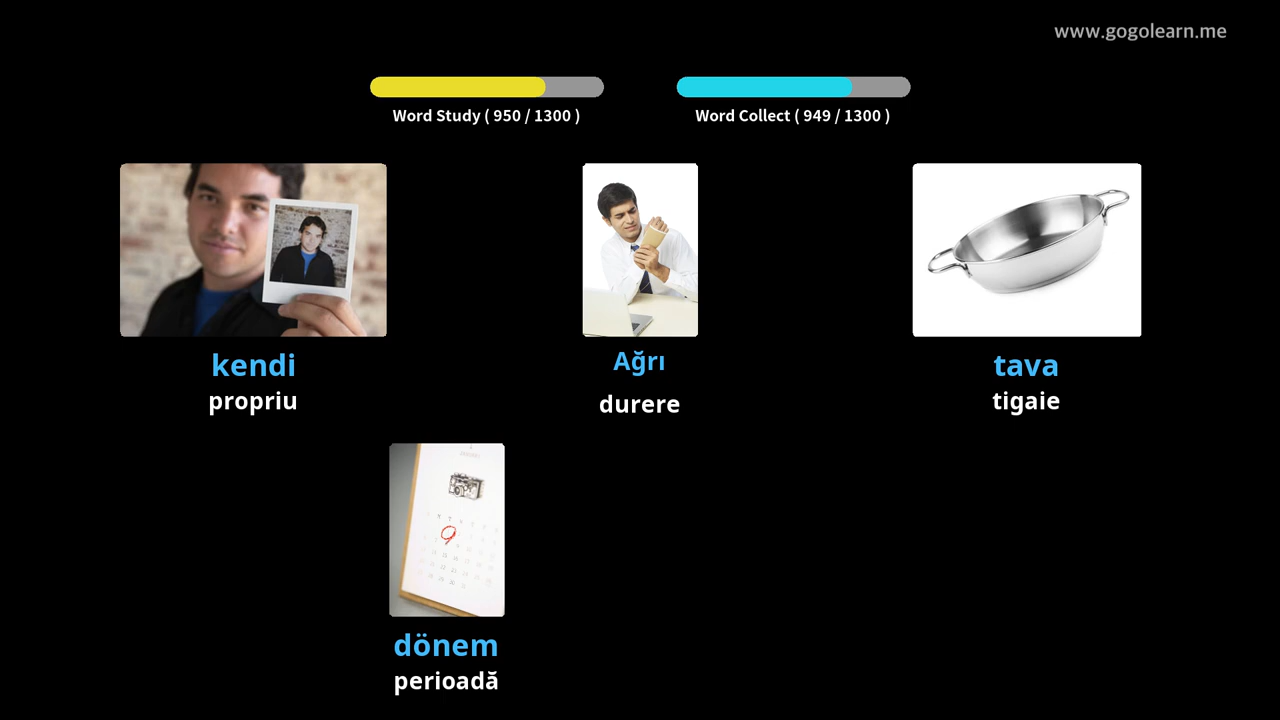 www.gogolearn.me
Word Study ( 950 / 1300 )
Word Collect ( 949 / 1300 )
kendi
propriu
Ağrı
durere
tava
tigaie
dönem
perioadă